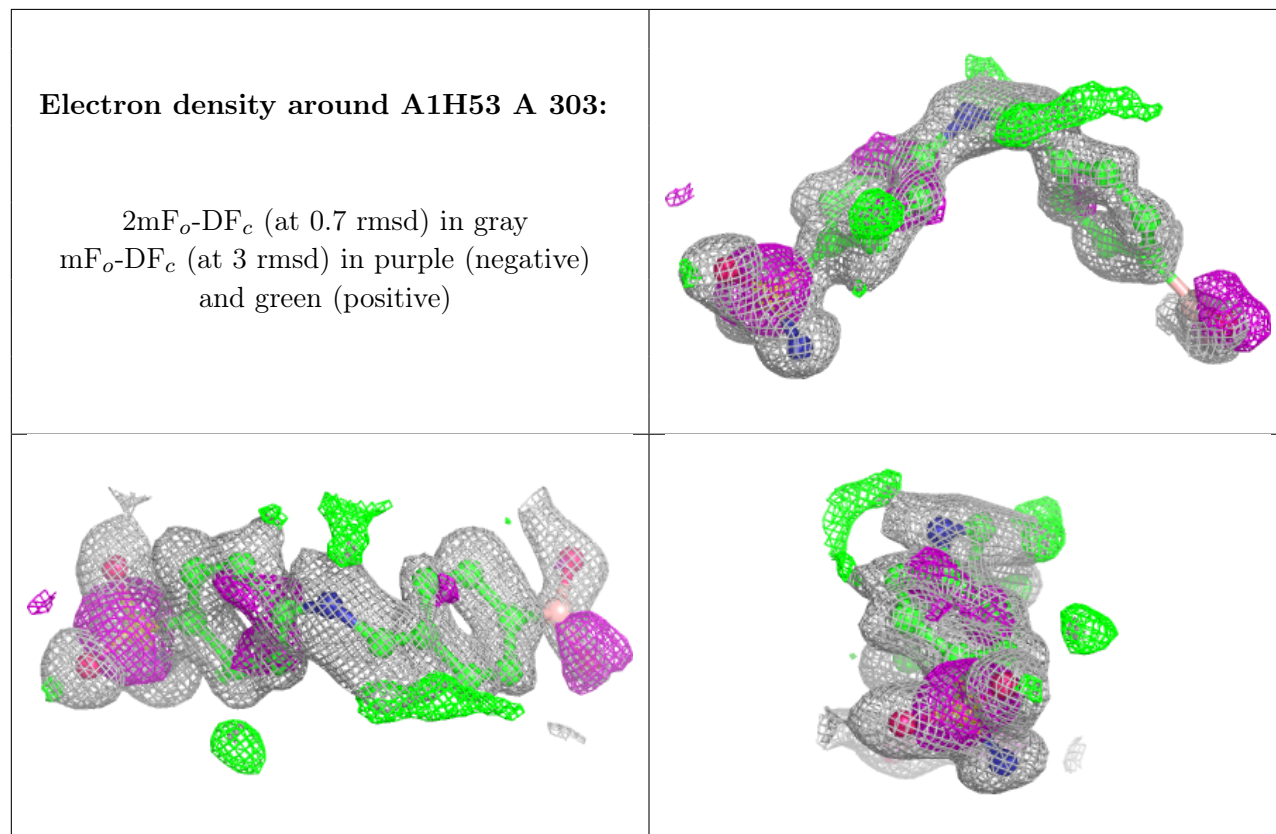 Electron density around A1H53 A 303:
2mFo-DFc (at 0.7 rmsd) in gray
mFo-DFc (at 3 rmsd) in purple (negative)
and green (positive)